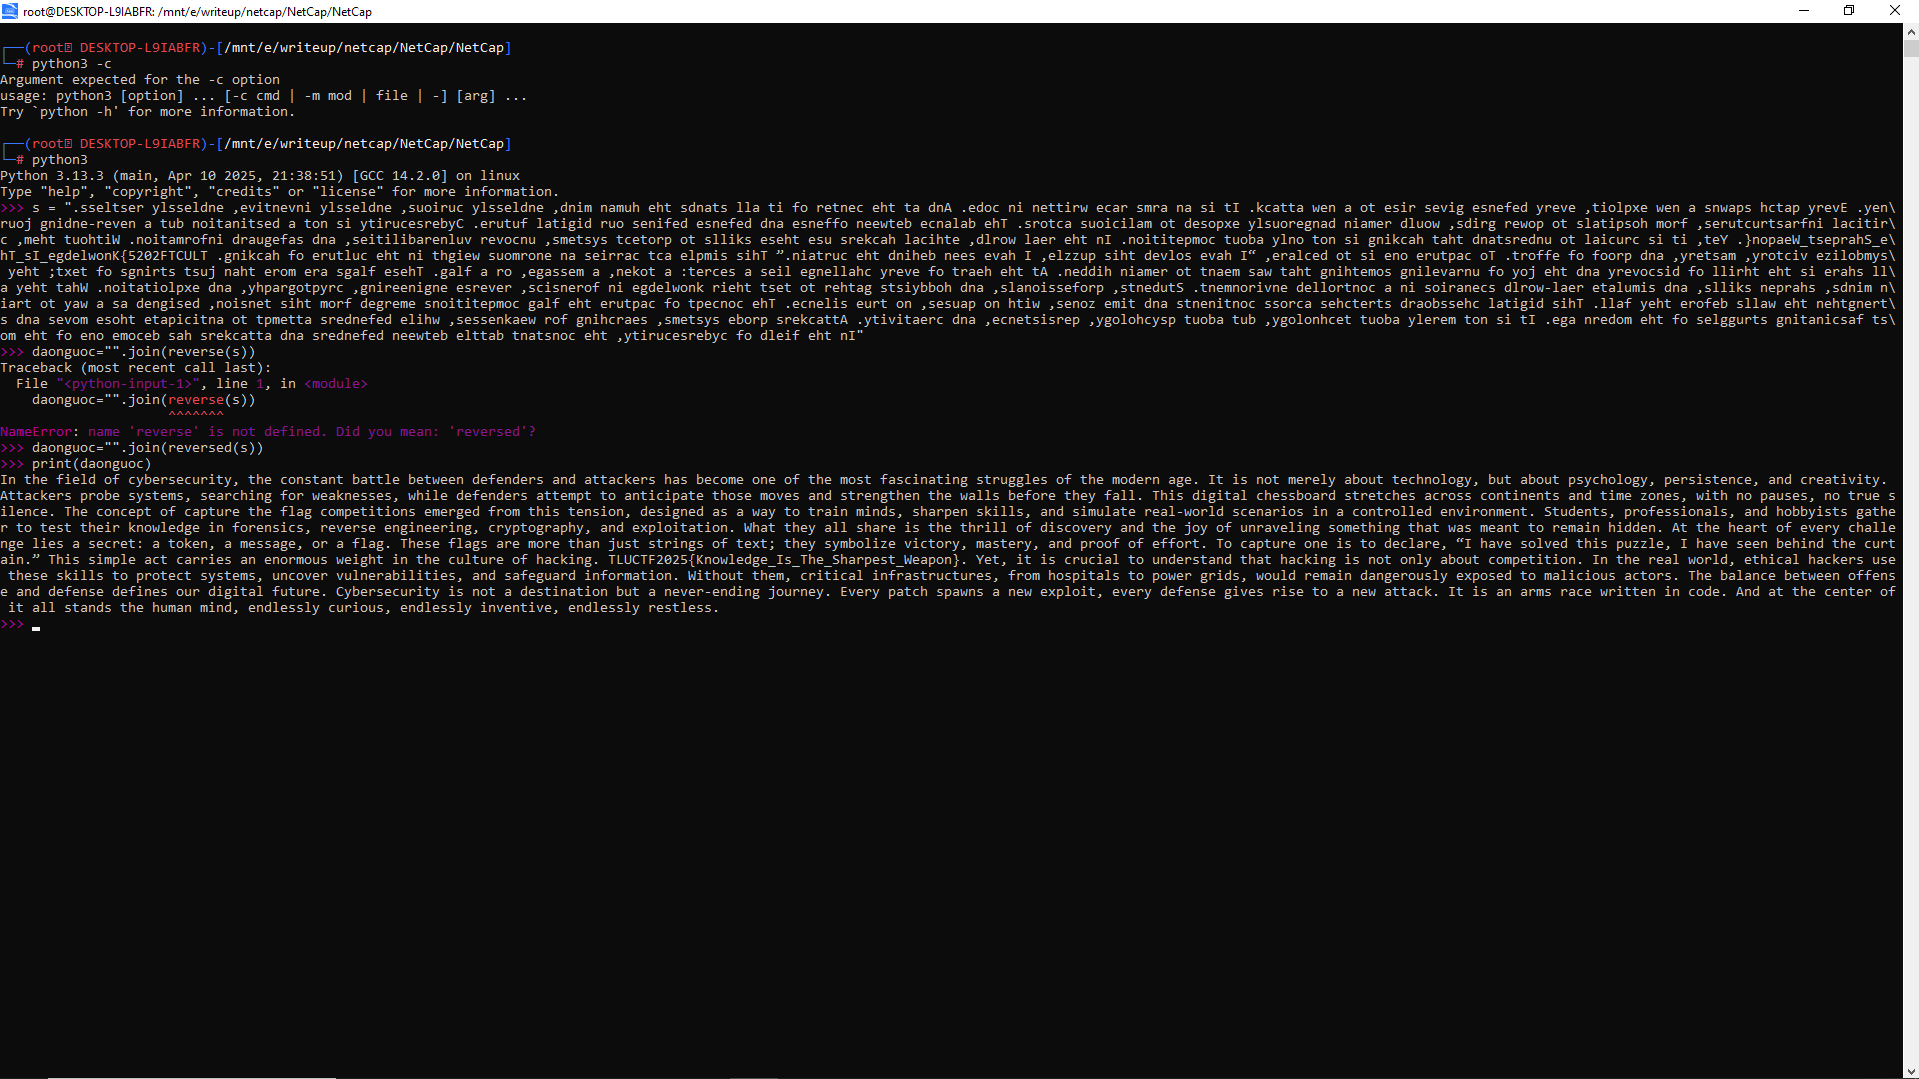 root@DESKTOP-L9IABFR: /mnt/e/writeup/netcap/NetCap/NetCap
┌──(root DESKTOP-L9IABFR)-[/mnt/e/writeup/netcap/NetCap/NetCap]
└─# python3 -c
Argument expected for the -c option
usage: python3 [option] ... [-c cmd | -m mod | file | -] [arg] ...
Try `python -h' for more information.
┌──(root DESKTOP-L9IABFR)-[/mnt/e/writeup/netcap/NetCap/NetCap]
└─# python3
Python 3.13.3 (main, Apr 10 2025, 21:38:51) [GCC 14.2.0] on linux
Type "help", "copyright", "credits" or "license" for more information.
>>> s = ".sseltser ylsseldne ,evitnevni ylsseldne ,suoiruc ylsseldne ,dnim namuh eht sdnats lla ti fo retnec eht ta dnA .edoc ni nettirw ecar smra na si tI .kcatta wen a ot esir sevig esnefed yreve ,tiolpxe wen a snwaps hctap yrevE .yen\
ruoj gnidne-reven a tub noitanitsed a ton si ytirucesrebyC .erutuf latigid ruo senifed esnefed dna esneffo neewteb ecnalab ehT .srotca suoicilam ot desopxe ylsuoregnad niamer dluow ,sdirg rewop ot slatipsoh morf ,serutcurtsarfni lacitir\
c ,meht tuohtiW .noitamrofni draugefas dna ,seitilibarenluv revocnu ,smetsys tcetorp ot slliks eseht esu srekcah lacihte ,dlrow laer eht nI .noititepmoc tuoba ylno ton si gnikcah taht dnatsrednu ot laicurc si ti ,teY .}nopaeW_tseprahS_e\
hT_sI_egdelwonK{5202FTCULT .gnikcah fo erutluc eht ni thgiew suomrone na seirrac tca elpmis sihT ”.niatruc eht dniheb nees evah I ,elzzup siht devlos evah I“ ,eralced ot si eno erutpac oT .troffe fo foorp dna ,yretsam ,yrotciv ezilobmys\
 yeht ;txet fo sgnirts tsuj naht erom era sgalf esehT .galf a ro ,egassem a ,nekot a :terces a seil egnellahc yreve fo traeh eht tA .neddih niamer ot tnaem saw taht gnihtemos gnilevarnu fo yoj eht dna yrevocsid fo llirht eht si erahs ll\
a yeht tahW .noitatiolpxe dna ,yhpargotpyrc ,gnireenigne esrever ,scisnerof ni egdelwonk rieht tset ot rehtag stsiybboh dna ,slanoisseforp ,stnedutS .tnemnorivne dellortnoc a ni soiranecs dlrow-laer etalumis dna ,slliks neprahs ,sdnim n\
iart ot yaw a sa dengised ,noisnet siht morf degreme snoititepmoc galf eht erutpac fo tpecnoc ehT .ecnelis eurt on ,sesuap on htiw ,senoz emit dna stnenitnoc ssorca sehcterts draobssehc latigid sihT .llaf yeht erofeb sllaw eht nehtgnert\
s dna sevom esoht etapicitna ot tpmetta srednefed elihw ,sessenkaew rof gnihcraes ,smetsys eborp srekcattA .ytivitaerc dna ,ecnetsisrep ,ygolohcysp tuoba tub ,ygolonhcet tuoba ylerem ton si tI .ega nredom eht fo selggurts gnitanicsaf ts\
om eht fo eno emoceb sah srekcatta dna srednefed neewteb elttab tnatsnoc eht ,ytirucesrebyc fo dleif eht nI"
>>> daonguoc="".join(reverse(s))
Traceback (most recent call last):
  File "<python-input-1>", line 1, in <module>
    daonguoc="".join(reverse(s))
                     ^^^^^^^
NameError: name 'reverse' is not defined. Did you mean: 'reversed'?
>>> daonguoc="".join(reversed(s))
>>> print(daonguoc)
In the field of cybersecurity, the constant battle between defenders and attackers has become one of the most fascinating struggles of the modern age. It is not merely about technology, but about psychology, persistence, and creativity.
Attackers probe systems, searching for weaknesses, while defenders attempt to anticipate those moves and strengthen the walls before they fall. This digital chessboard stretches across continents and time zones, with no pauses, no true s
ilence. The concept of capture the flag competitions emerged from this tension, designed as a way to train minds, sharpen skills, and simulate real-world scenarios in a controlled environment. Students, professionals, and hobbyists gathe
r to test their knowledge in forensics, reverse engineering, cryptography, and exploitation. What they all share is the thrill of discovery and the joy of unraveling something that was meant to remain hidden. At the heart of every challe
nge lies a secret: a token, a message, or a flag. These flags are more than just strings of text; they symbolize victory, mastery, and proof of effort. To capture one is to declare, “I have solved this puzzle, I have seen behind the curt
ain.” This simple act carries an enormous weight in the culture of hacking. TLUCTF2025{Knowledge_Is_The_Sharpest_Weapon}. Yet, it is crucial to understand that hacking is not only about competition. In the real world, ethical hackers use
 these skills to protect systems, uncover vulnerabilities, and safeguard information. Without them, critical infrastructures, from hospitals to power grids, would remain dangerously exposed to malicious actors. The balance between offens
e and defense defines our digital future. Cybersecurity is not a destination but a never-ending journey. Every patch spawns a new exploit, every defense gives rise to a new attack. It is an arms race written in code. And at the center of
 it all stands the human mind, endlessly curious, endlessly inventive, endlessly restless.
>>>